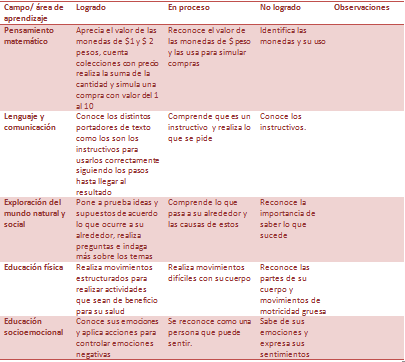 Campo/ área de aprendizaje Logrado En proceso No logrado Observaciones
Pensamiento matemático
Aprecia el valor de las
monedas de $1 y $ 2
pesos, cuenta
colecciones con precio
realiza la suma de la
cantidad y simula una
compra con valor del 1
al 10
Reconoce el valor de
las monedas de $ peso
y las usa para simular
compras
Identifica las
monedas y su uso
Lenguaje y
comunicación
Conoce los distintos
portadores de texto
como los son los
instructivos para
usarlos correctamente
siguiendo los pasos
hasta llegar al
resultado
Comprende que es un
instructivo y realiza lo
que se pide
Conoce los
instructivos.
Exploración del
mundo natural y
social
Pone a prueba ideas y
supuestos de acuerdo
lo que ocurre a su
alrededor, realiza
preguntas e indaga
más sobre los temas
Comprende lo que
pasa a su alrededor y
las causas de estos
Reconoce la
importancia de
saber lo que
sucede
Educación física
Realiza movimientos
estructurados para
realizar actividades
que sean de beneficio
para su salud
Realiza movimientos
difíciles con su cuerpo
Reconoce las
partes de su
cuerpo y
movimientos de
motricidad gruesa
Educación
socioemocional
Conoce sus emociones
y aplica acciones para
controlar emociones
negativas
Se reconoce como una
persona que puede
sentir.
Sabe de sus
emociones y
expresa sus
sentimientos